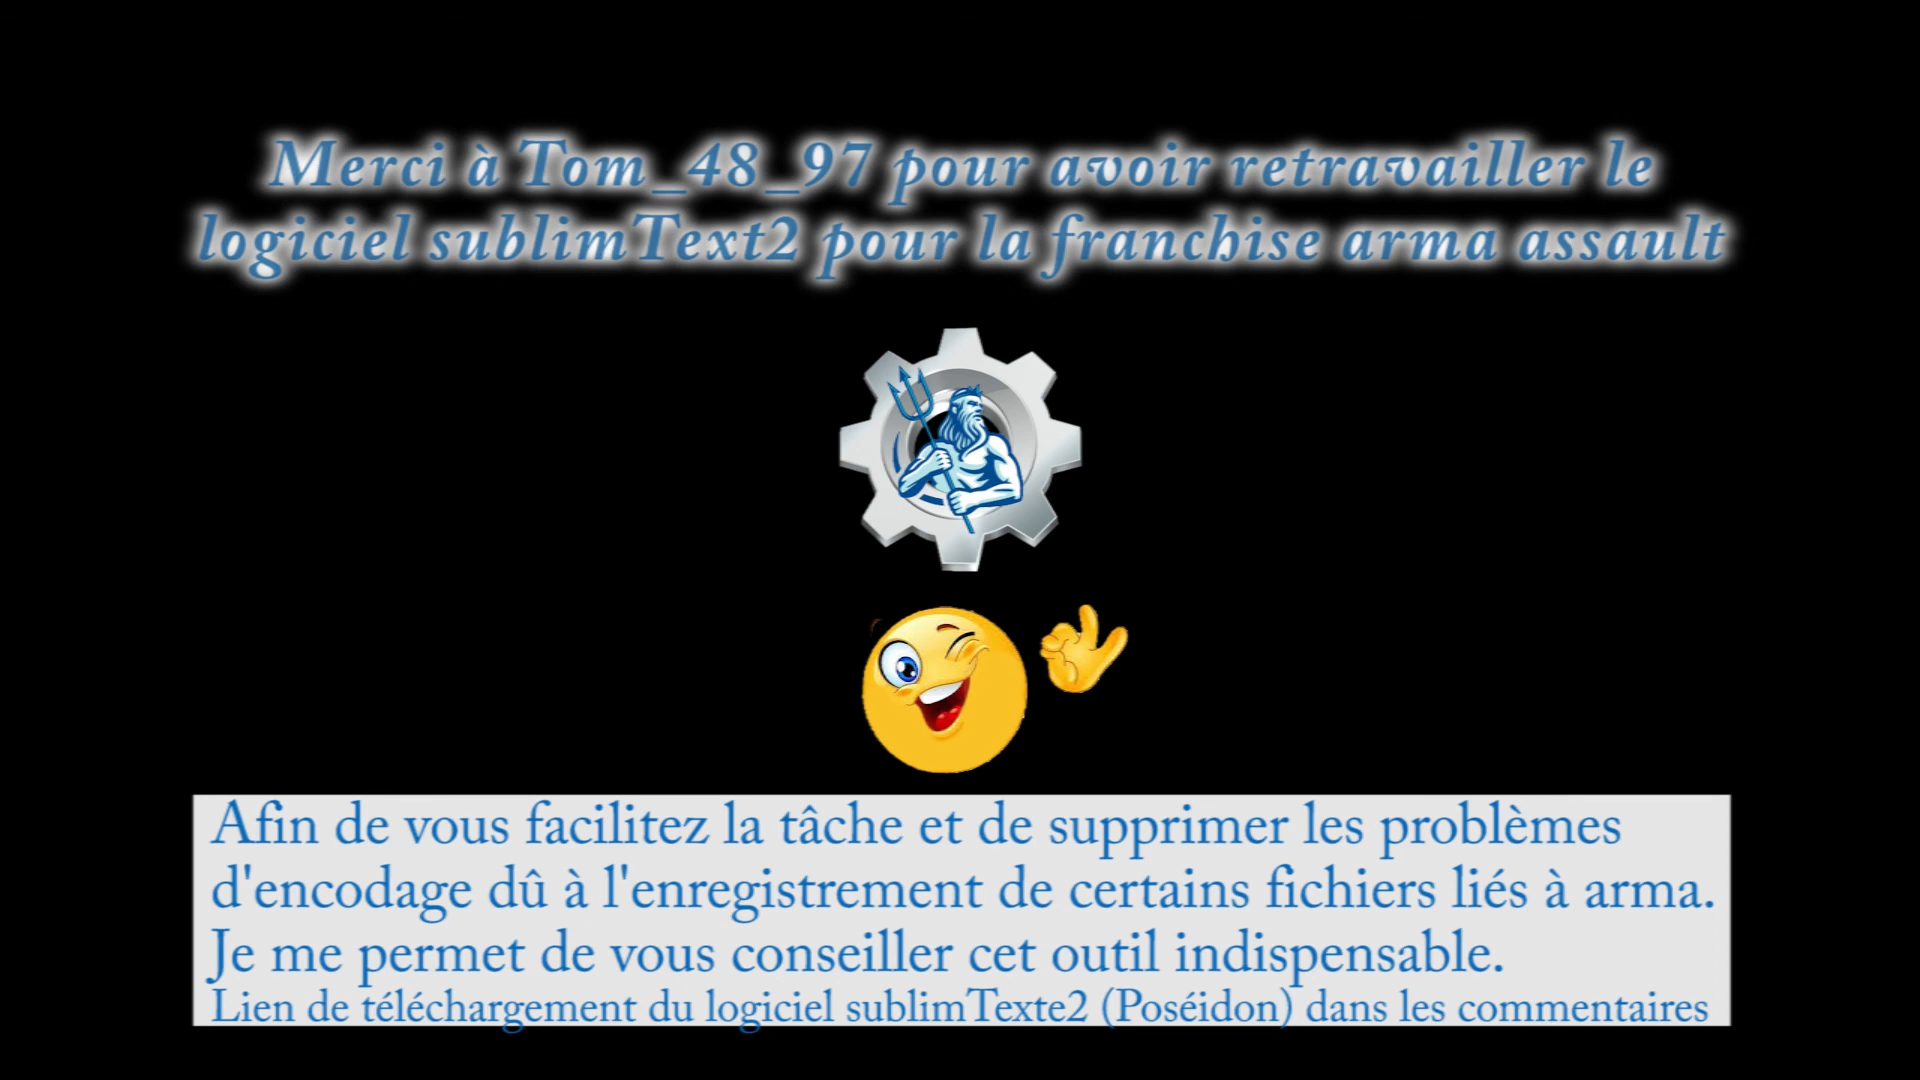 Merci à Tom_48_97 pour avoir retravailler le
logiciel sublimText2 pour la franchise arma assault
Afin de vous facilitez la tâche et de supprimer les problèmes
d'encodage dû à l'enregistrement de certains fichiers liés à arma.
Je me permet de vous conseiller cet outil indispensable.
Lien de téléchargement du logiciel sublimTexte2 (Poséidon) dans les commentaires